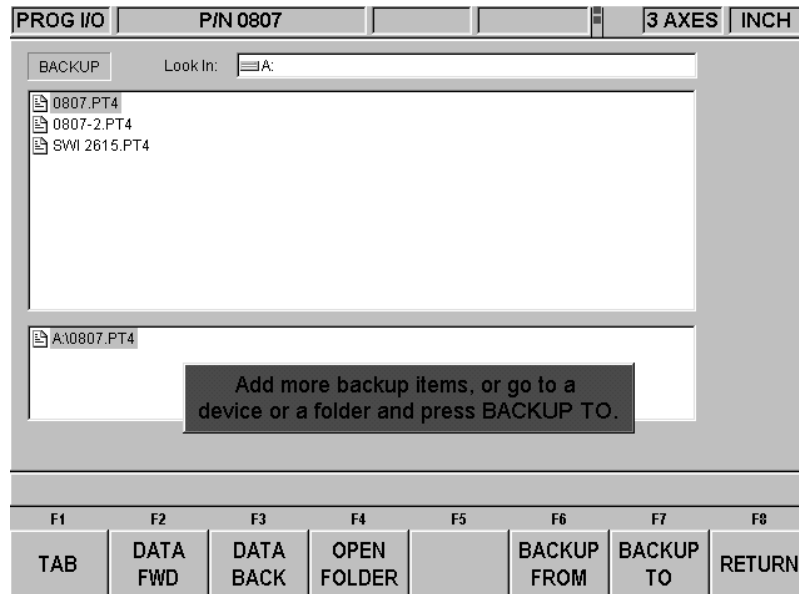 PROG I/O P/N 0807 3 AXES INCH
BACKUP Look In: A:
0807.PT4
0807-2.PT4
SWI 2615.PT4
A:\0807.PT4
Add more backup items, or go to a
device or a folder and press BACKUP TO.
F1 F2 F3 F4 F5 F6 F7 F8
TAB DATA FWD DATA BACK OPEN FOLDER BACKUP FROM BACKUP TO RETURN